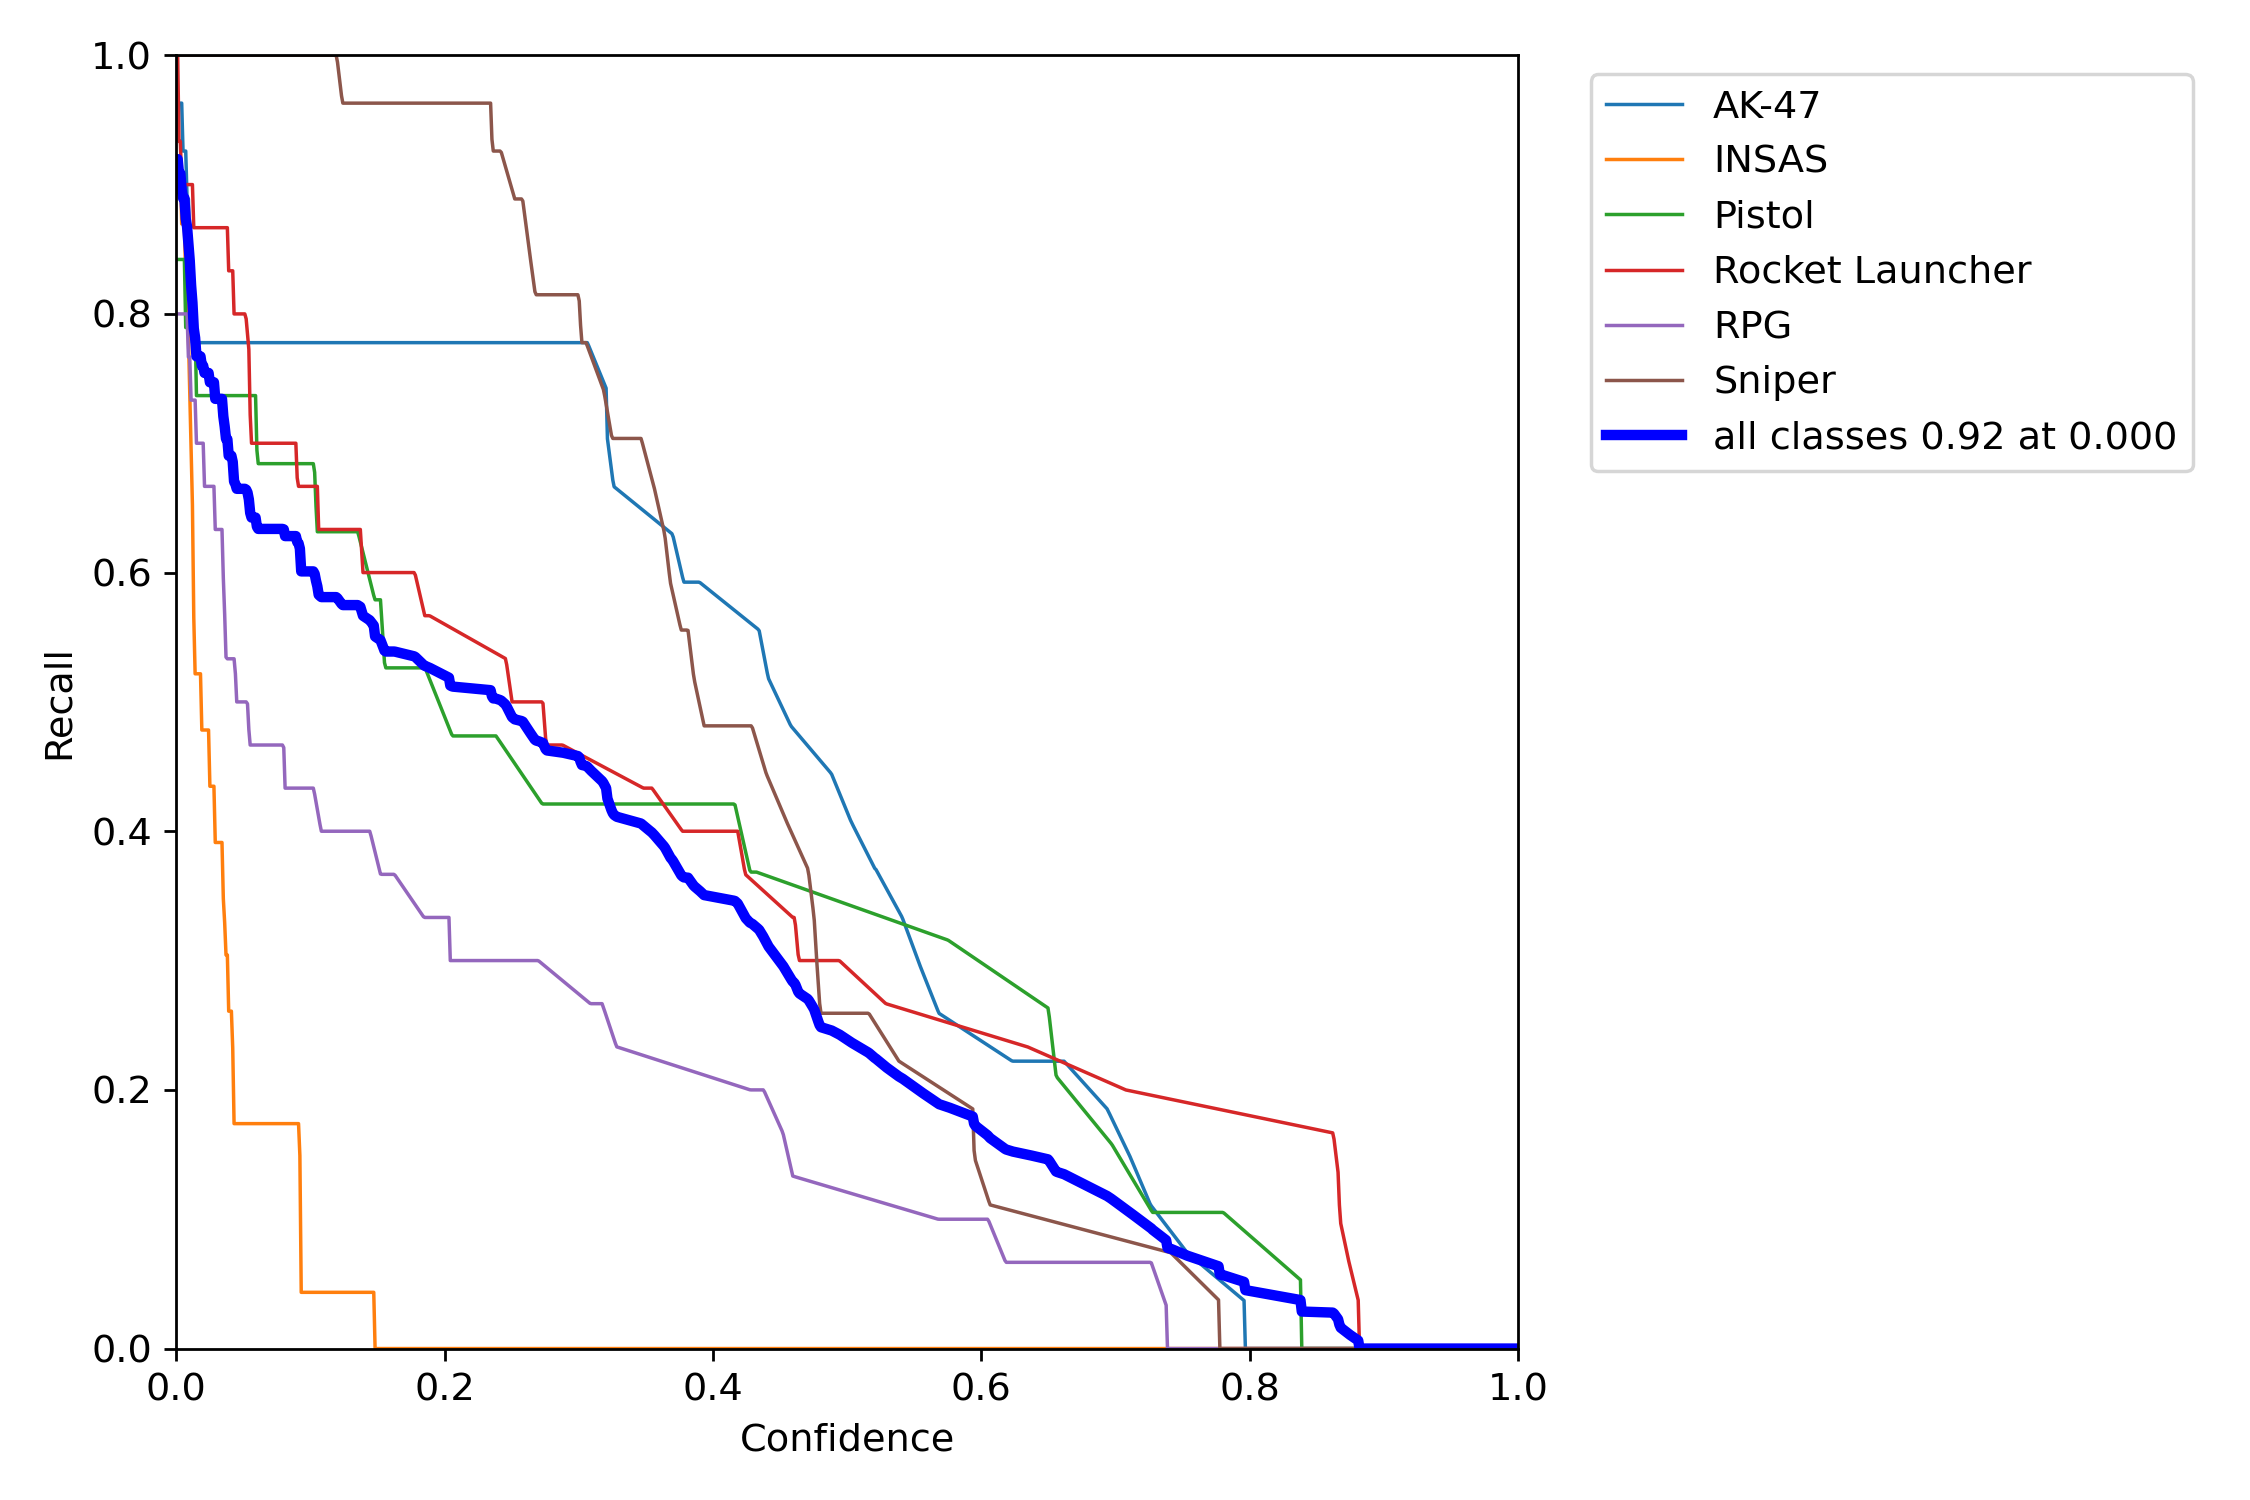 1.0
0.8
0.6
0.4
0.2
0.0
Recall
0.0 0.2 0.4 0.6 0.8 1.0
Confidence
AK-47
INSAS
Pistol
Rocket Launcher
RPG
Sniper
all classes 0.92 at 0.000